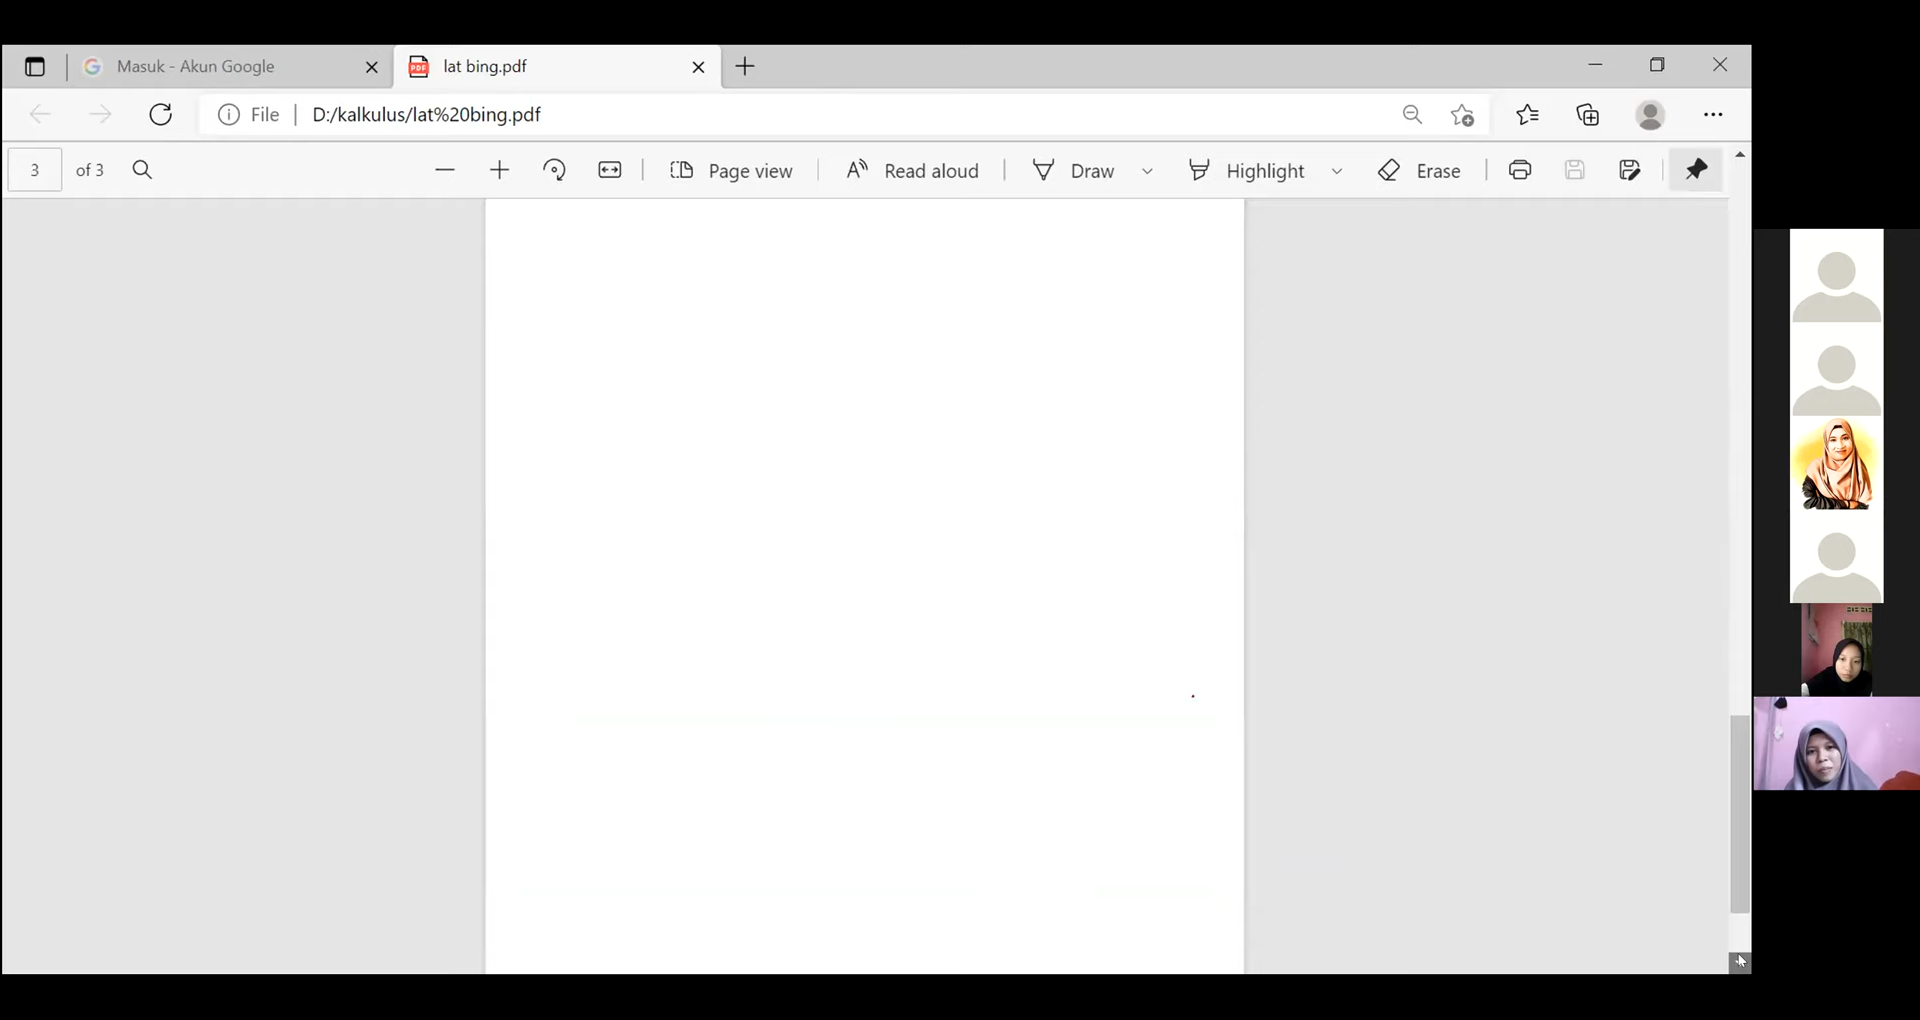 Masuk - Akun Google
lat bing.pdf
File
D:/kalkulus/lat%20bing.pdf
3 of 3
Page view
Read aloud
Draw
Highlight
Erase